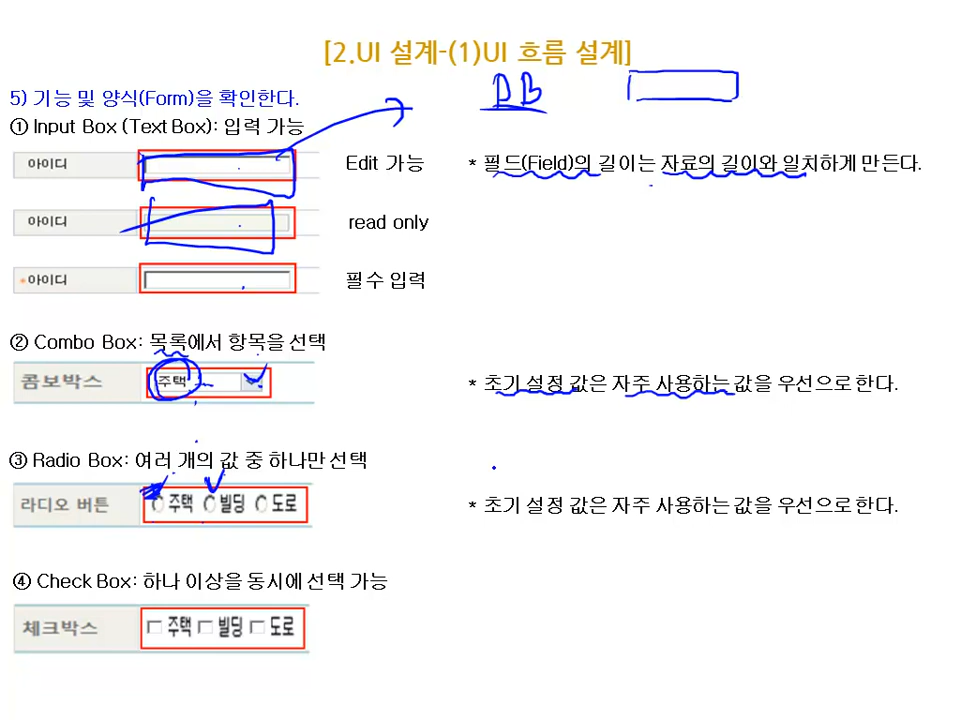 [2.UI 설계-(1)UI 흐름 설계]
DB
5) 기능 및 양식(Form)을 확인한다.
① Input Box (Text Box): 입력 가능
아이디 Edit 가능 * 필드(Field)의 길이는 자료의 길이와 일치하게 만든다.
아이디 read only
*아이디 필수 입력
② Combo Box: 목록에서 항목을 선택
콤보박스 주택 * 초기 설정 값은 자주 사용하는 값을 우선으로 한다.
③ Radio Box: 여러 개의 값 중 하나만 선택
라디오 버튼 주택 빌딩 도로 * 초기 설정 값은 자주 사용하는 값을 우선으로 한다.
④ Check Box: 하나 이상을 동시에 선택 가능
체크박스 주택 빌딩 도로